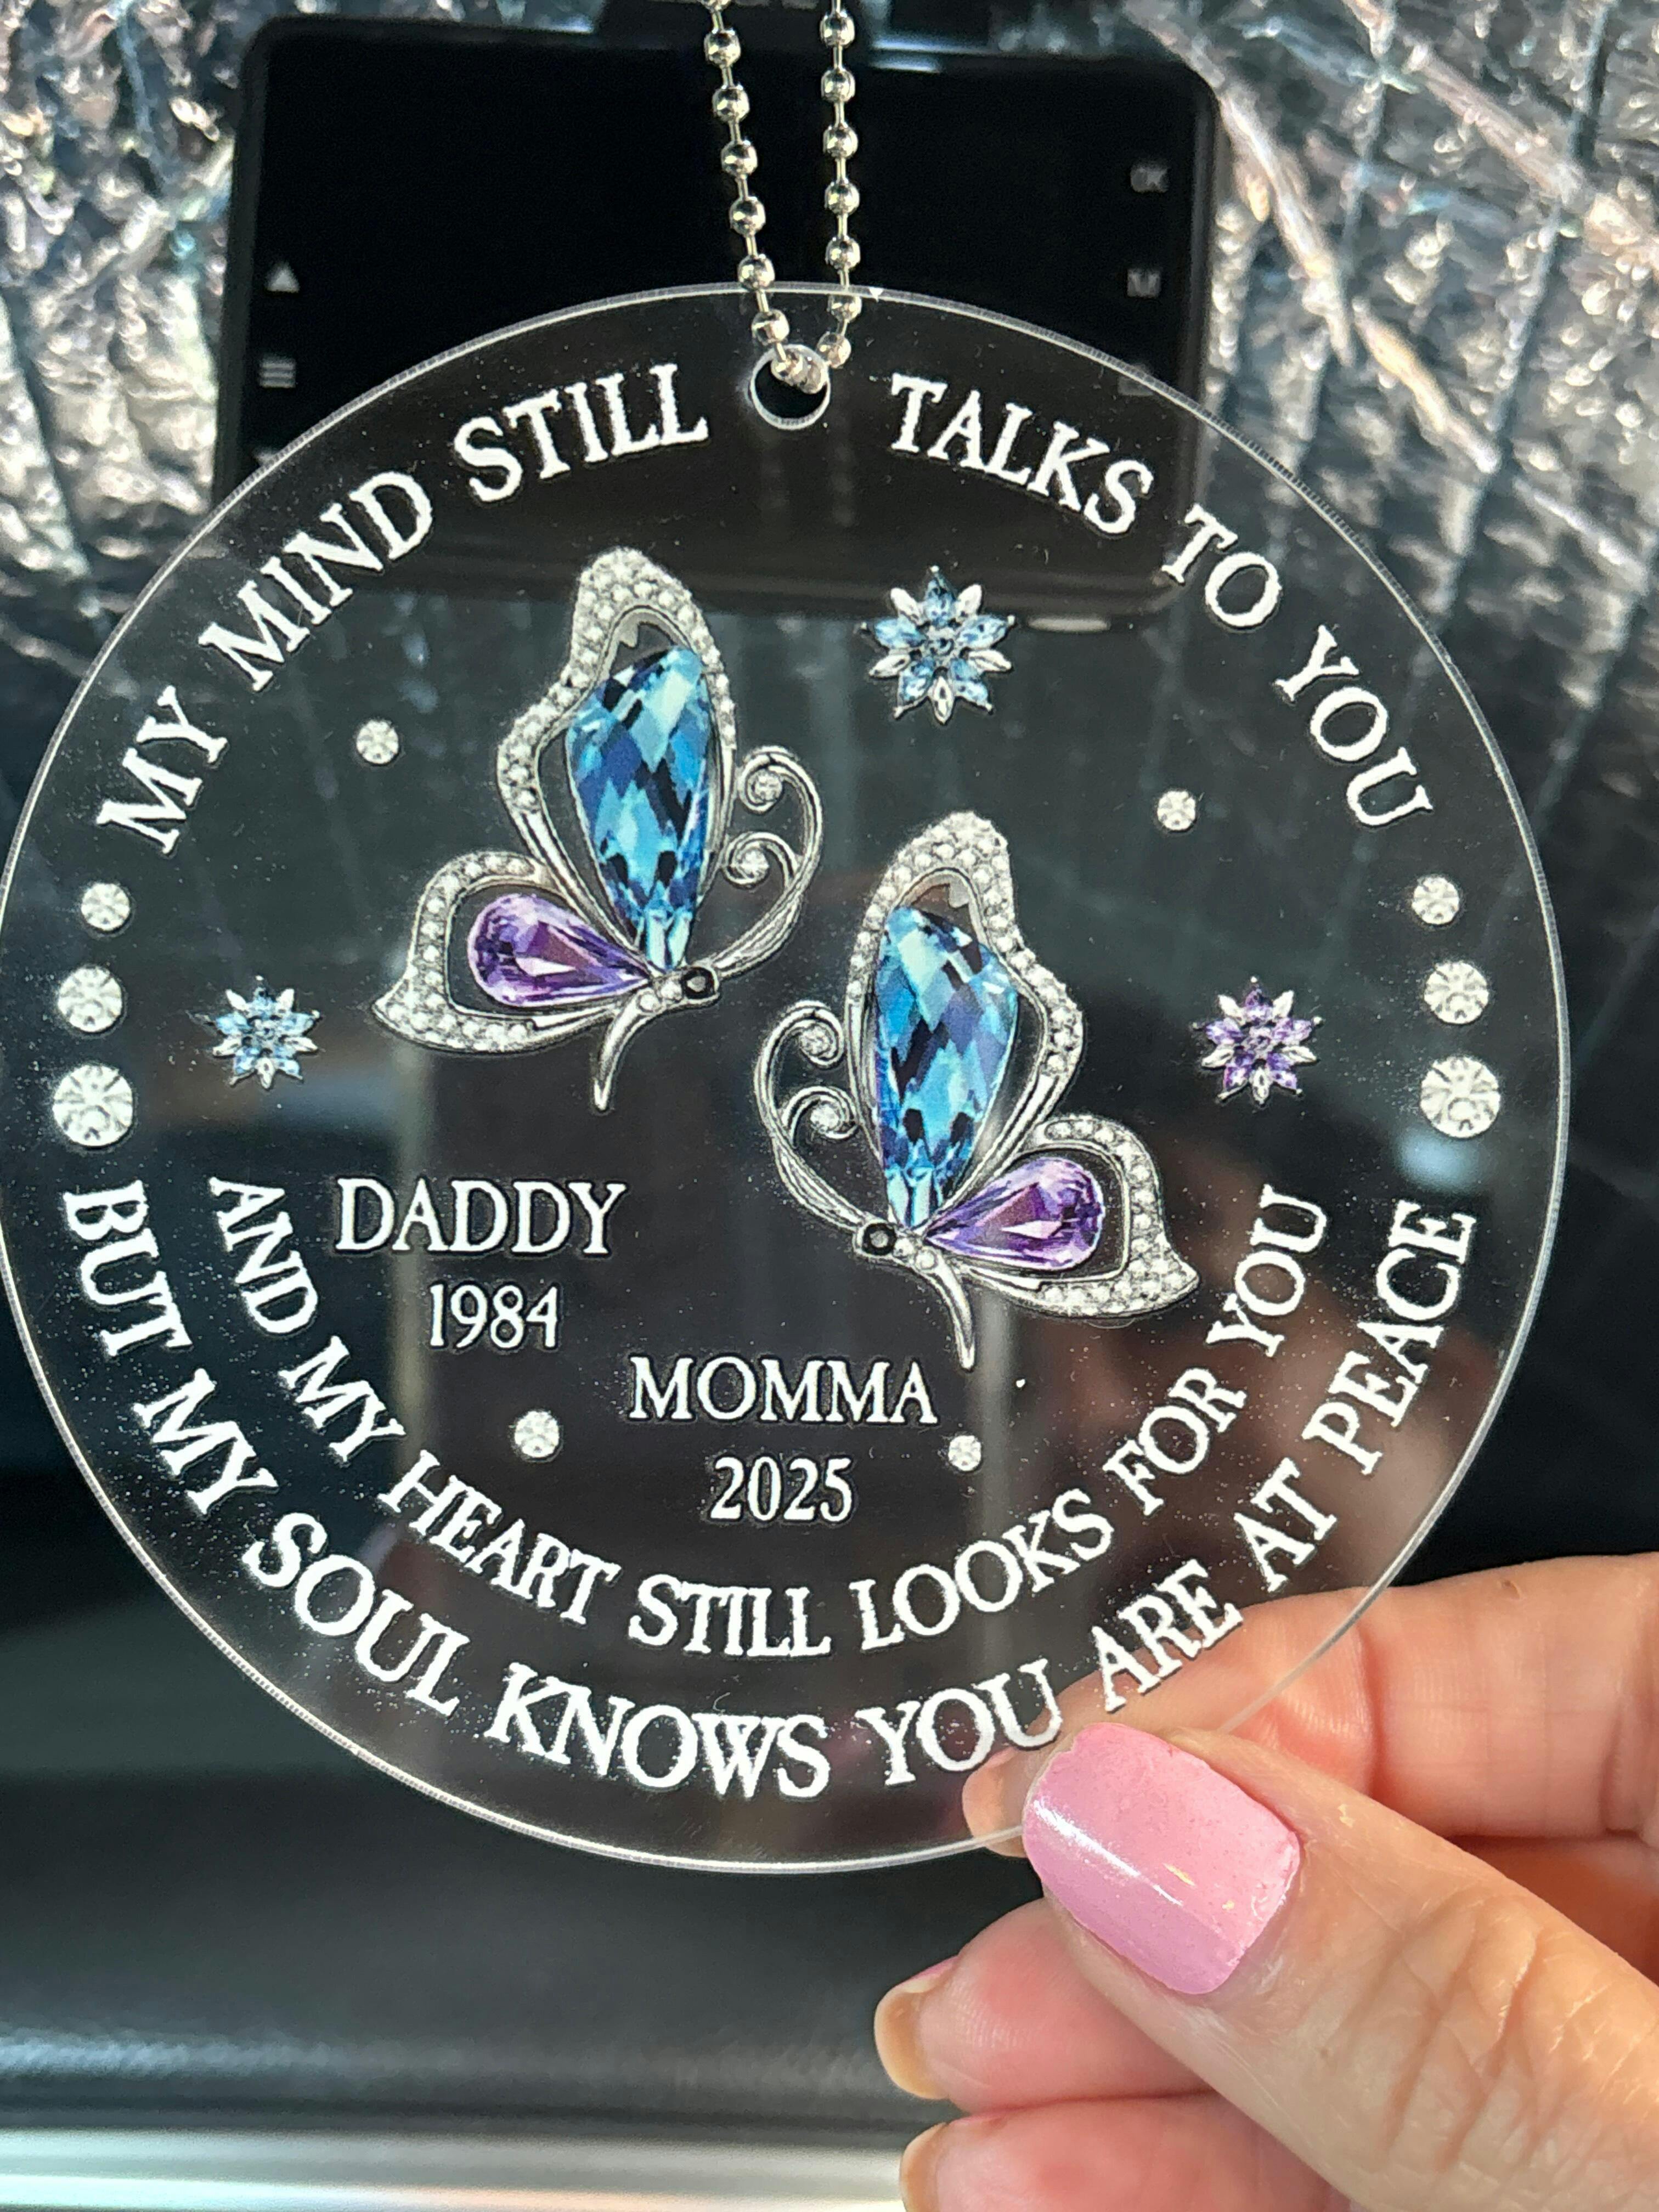 OK
M
MY MIND STILL TALKS TO YOU
DADDY
1984
MOMMA
2025
AND MY HEART STILL LOOKS FOR YOU
BUT MY SOUL KNOWS YOU ARE AT PEACE